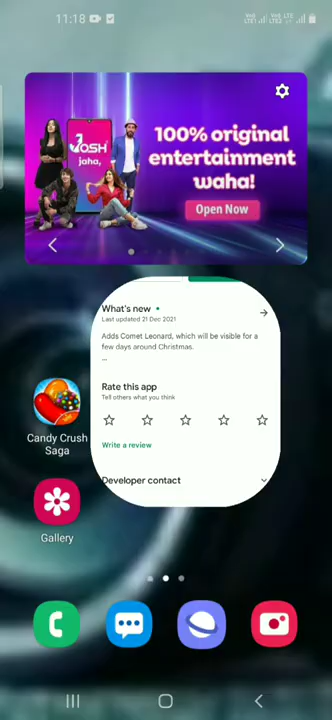 11:18
Josh
jaha,
100% original
entertainment
waha!
Open Now
What's new
Last updated 21 Dec 2021
Adds Comet Leonard, which will be visible for a
few days around Christmas.
...
Rate this app
Tell others what you think
Write a review
Developer contact
Candy Crush
Saga
Gallery